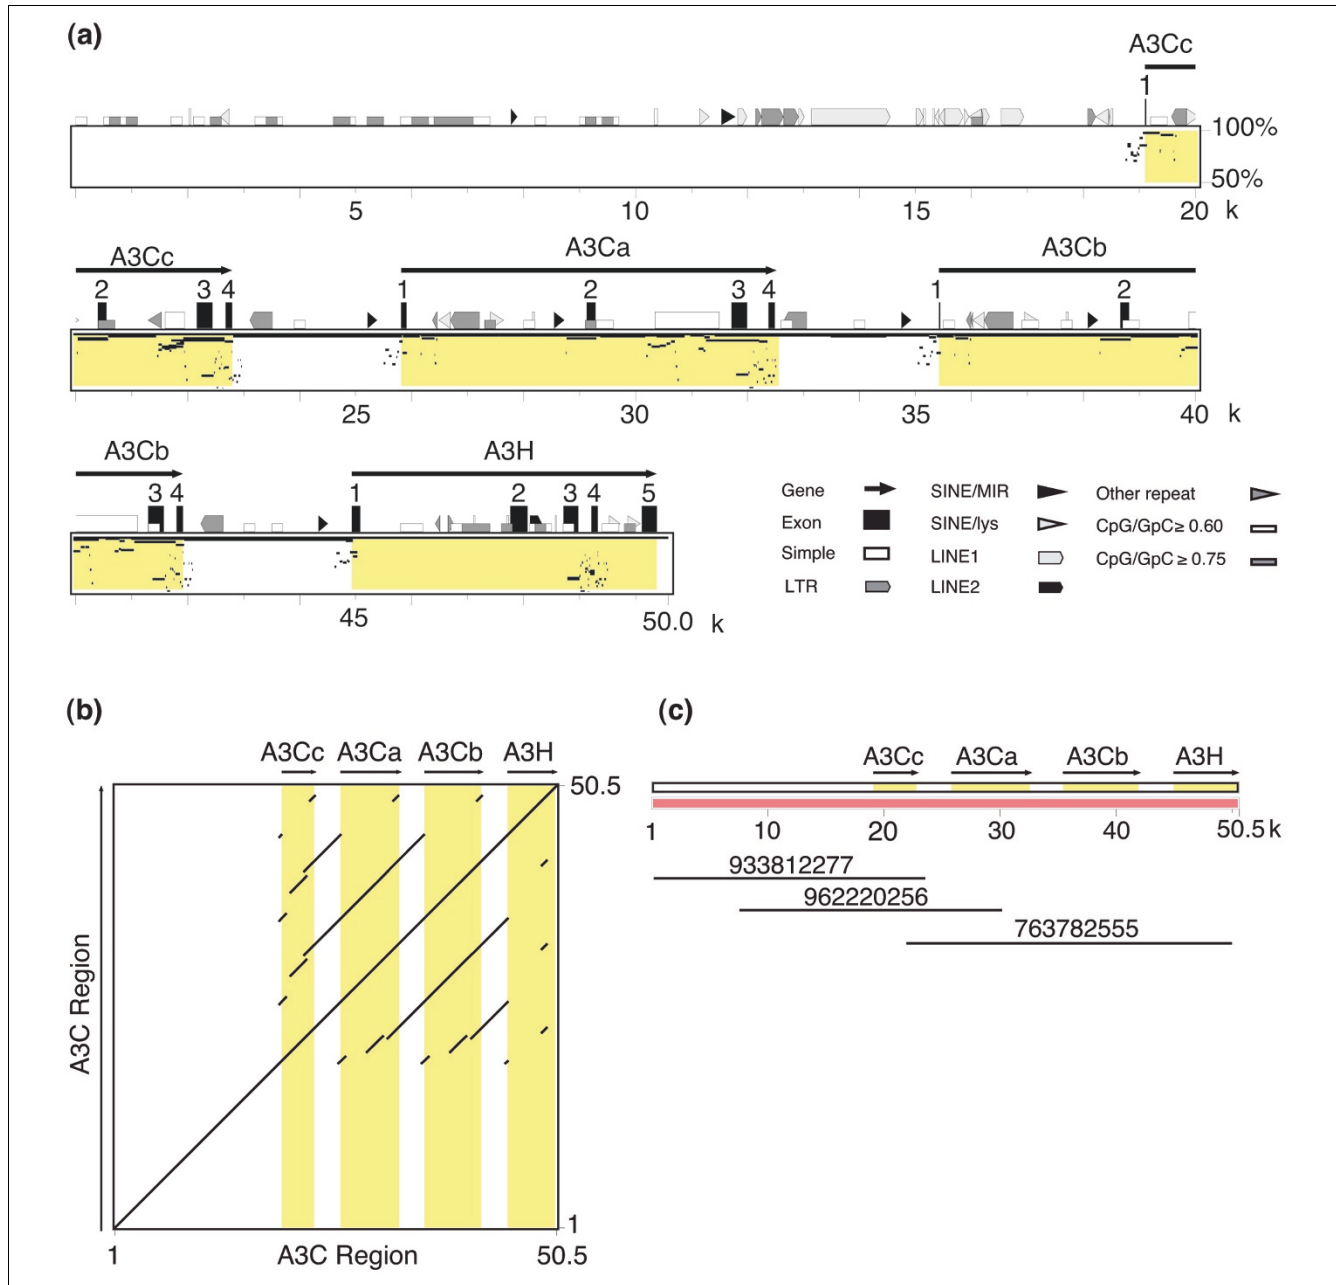 (a)
A3Cc
1
100%
50%
5 10 15 20 k
A3Cc A3Ca A3Cb
2 3 4 1 2 3 4 1 2
25 30 35 40 k
A3Cb A3H
3 4 1 2 3 4 5
45 50.0 k
Gene SINE/MIR Other repeat
Exon SINE/lys CpG/GpC≥ 0.60
Simple LINE1 CpG/GpC ≥ 0.75
LTR LINE2
(b)
A3Cc A3Ca A3Cb A3H
50.5
A3C Region
1
1 A3C Region 50.5
(c)
A3Cc A3Ca A3Cb A3H
1 10 20 30 40 50.5 k
933812277
962220256
763782555